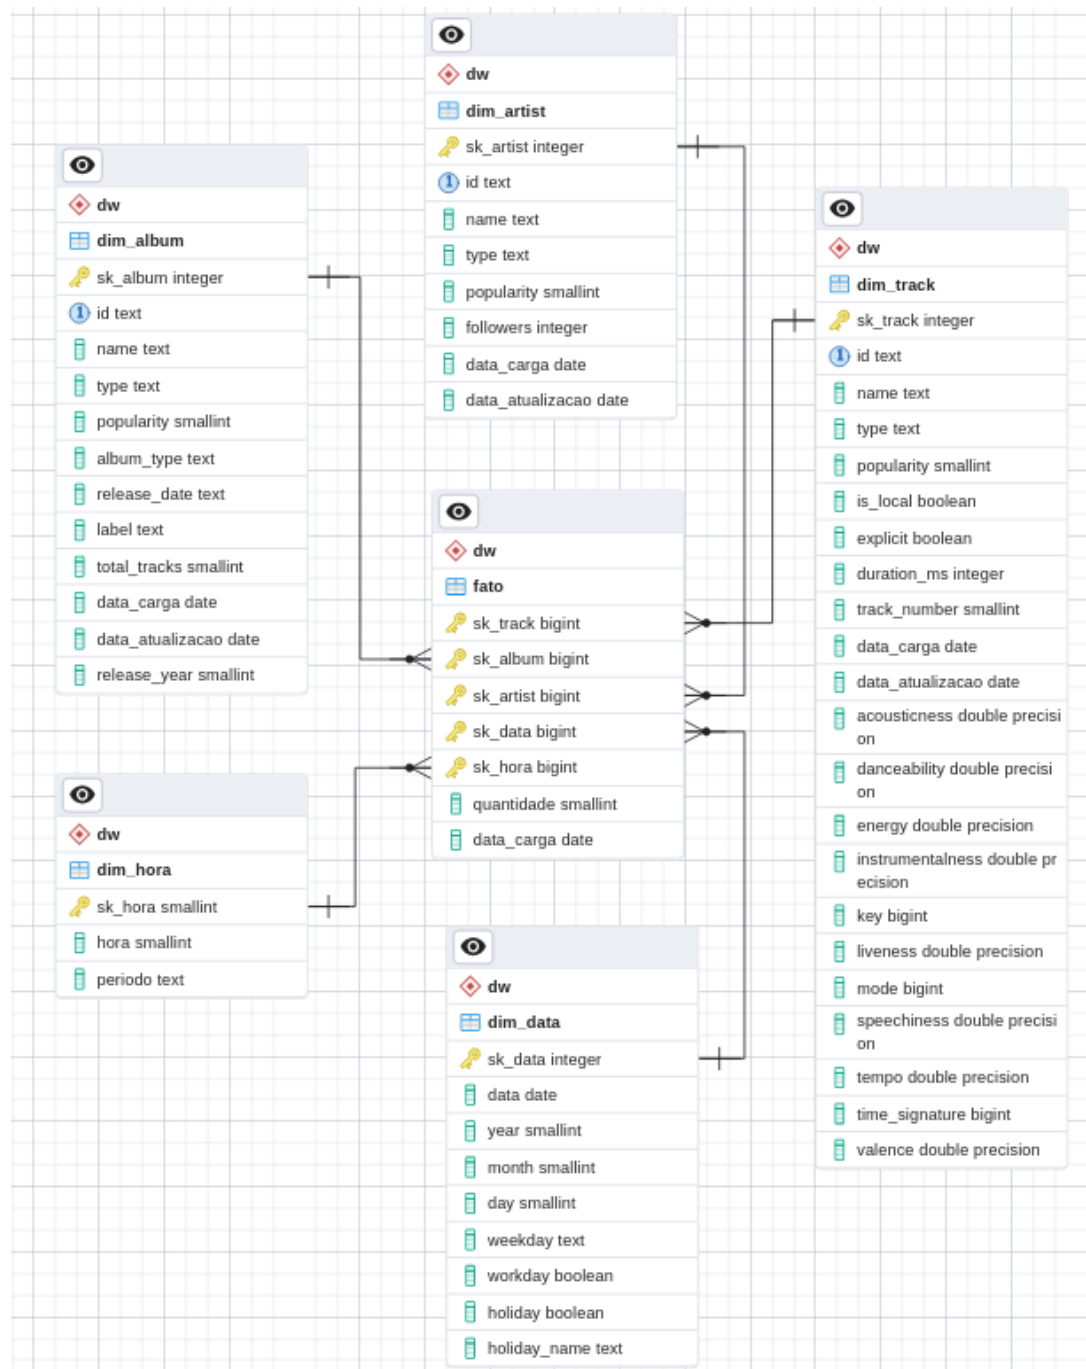 dw
dim_artist
sk_artist integer
id text
name text
type text
popularity smallint
followers integer
data_carga date
data_atualizacao date
dw
dim_album
sk_album integer
id text
name text
type text
popularity smallint
album_type text
release_date text
label text
total_tracks smallint
data_carga date
data_atualizacao date
release_year smallint
dw
dim_track
sk_track integer
id text
name text
type text
popularity smallint
is_local boolean
explicit boolean
duration_ms integer
track_number smallint
data_carga date
data_atualizacao date
acousticness double precisi
on
danceability double precisi
on
energy double precision
instrumentalness double pr
ecision
key bigint
liveness double precision
mode bigint
speechiness double precisi
on
tempo double precision
time_signature bigint
valence double precision
dw
fato
sk_track bigint
sk_album bigint
sk_artist bigint
sk_data bigint
sk_hora bigint
quantidade smallint
data_carga date
dw
dim_hora
sk_hora smallint
hora smallint
periodo text
dw
dim_data
sk_data integer
data date
year smallint
month smallint
day smallint
weekday text
workday boolean
holiday boolean
holiday_name text